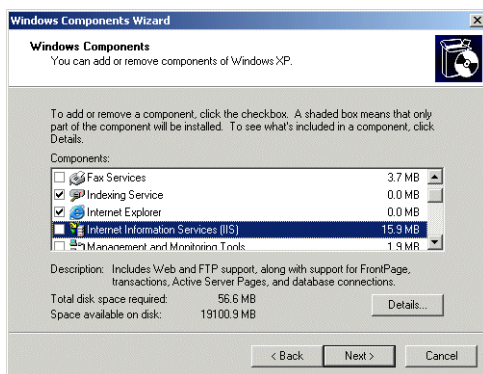 Windows Components Wizard
Windows Components
You can add or remove components of Windows XP.
To add or remove a component, click the checkbox. A shaded box means that only
part of the component will be installed. To see what's included in a component, click
Details.
Components:
Fax Services 3.7 MB
Indexing Service 0.0 MB
Internet Explorer 0.0 MB
Internet Information Services (IIS) 15.9 MB
Management and Monitoring Tools 1.9 MB
Description: Includes Web and FTP support, along with support for FrontPage,
transactions, Active Server Pages, and database connections.
Total disk space required: 56.6 MB
Space available on disk: 19100.9 MB
Details...
< Back Next > Cancel